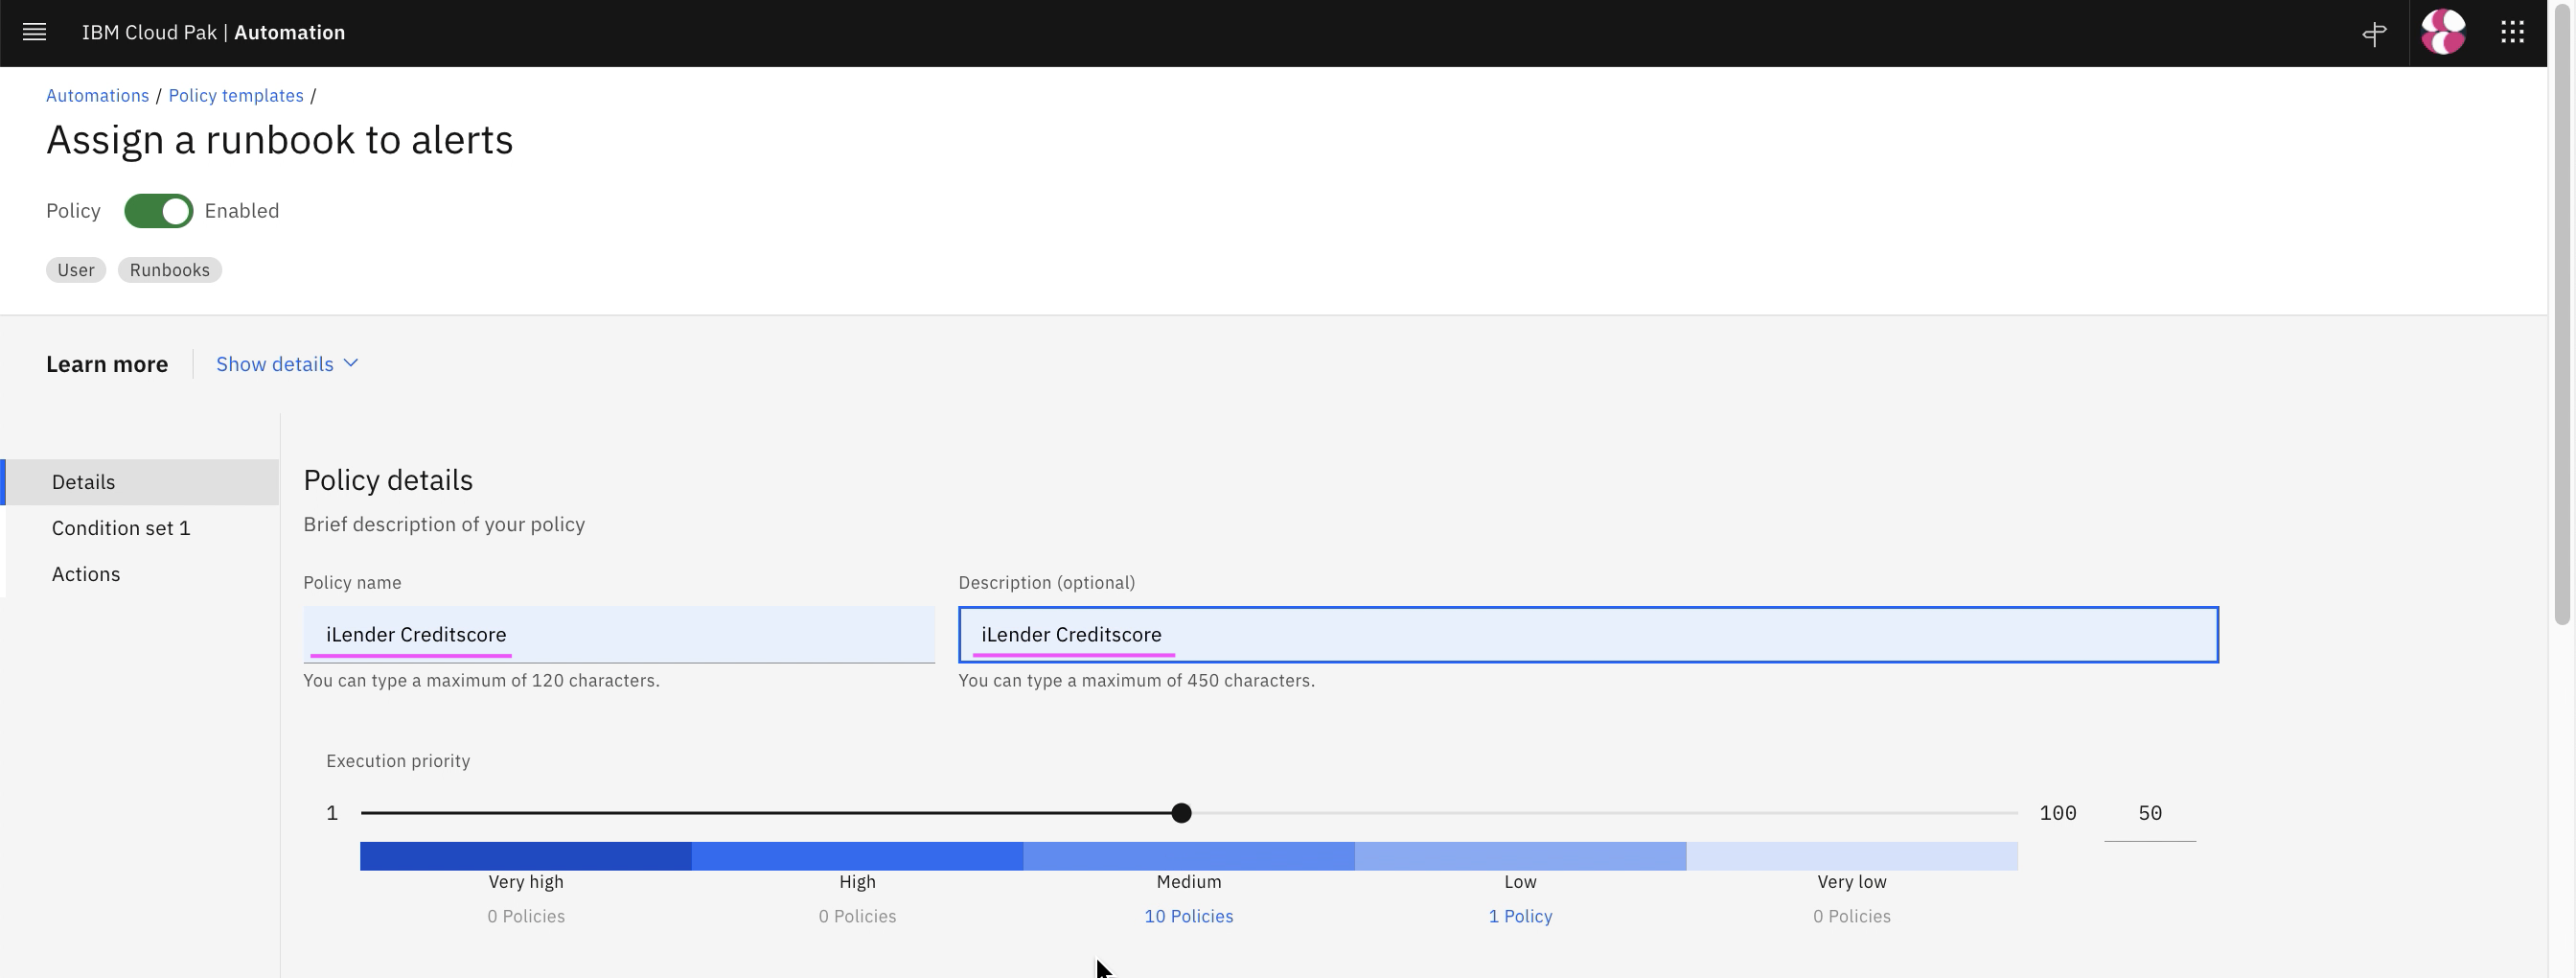 IBM Cloud Pak | Automation
Automations / Policy templates /
Assign a runbook to alerts
Policy Enabled
User Runbooks
Learn more Show details
Details
Condition set 1
Actions
Policy details
Brief description of your policy
Policy name
iLender Creditscore
You can type a maximum of 120 characters.
Description (optional)
iLender Creditscore
You can type a maximum of 450 characters.
Execution priority
1 100 50
Very high High Medium Low Very low
0 Policies 0 Policies 10 Policies 1 Policy 0 Policies